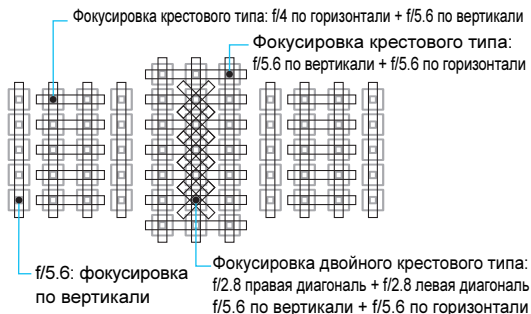 Фокусировка крестового типа: f/4 по горизонтали + f/5.6 по вертикали
Фокусировка крестового типа:
f/5.6 по вертикали + f/5.6 по горизонтали
f/5.6: фокусировка
по вертикали
Фокусировка двойного крестового типа:
f/2.8 правая диагональ + f/2.8 левая диагональ
f/5.6 по вертикали + f/5.6 по горизонтали